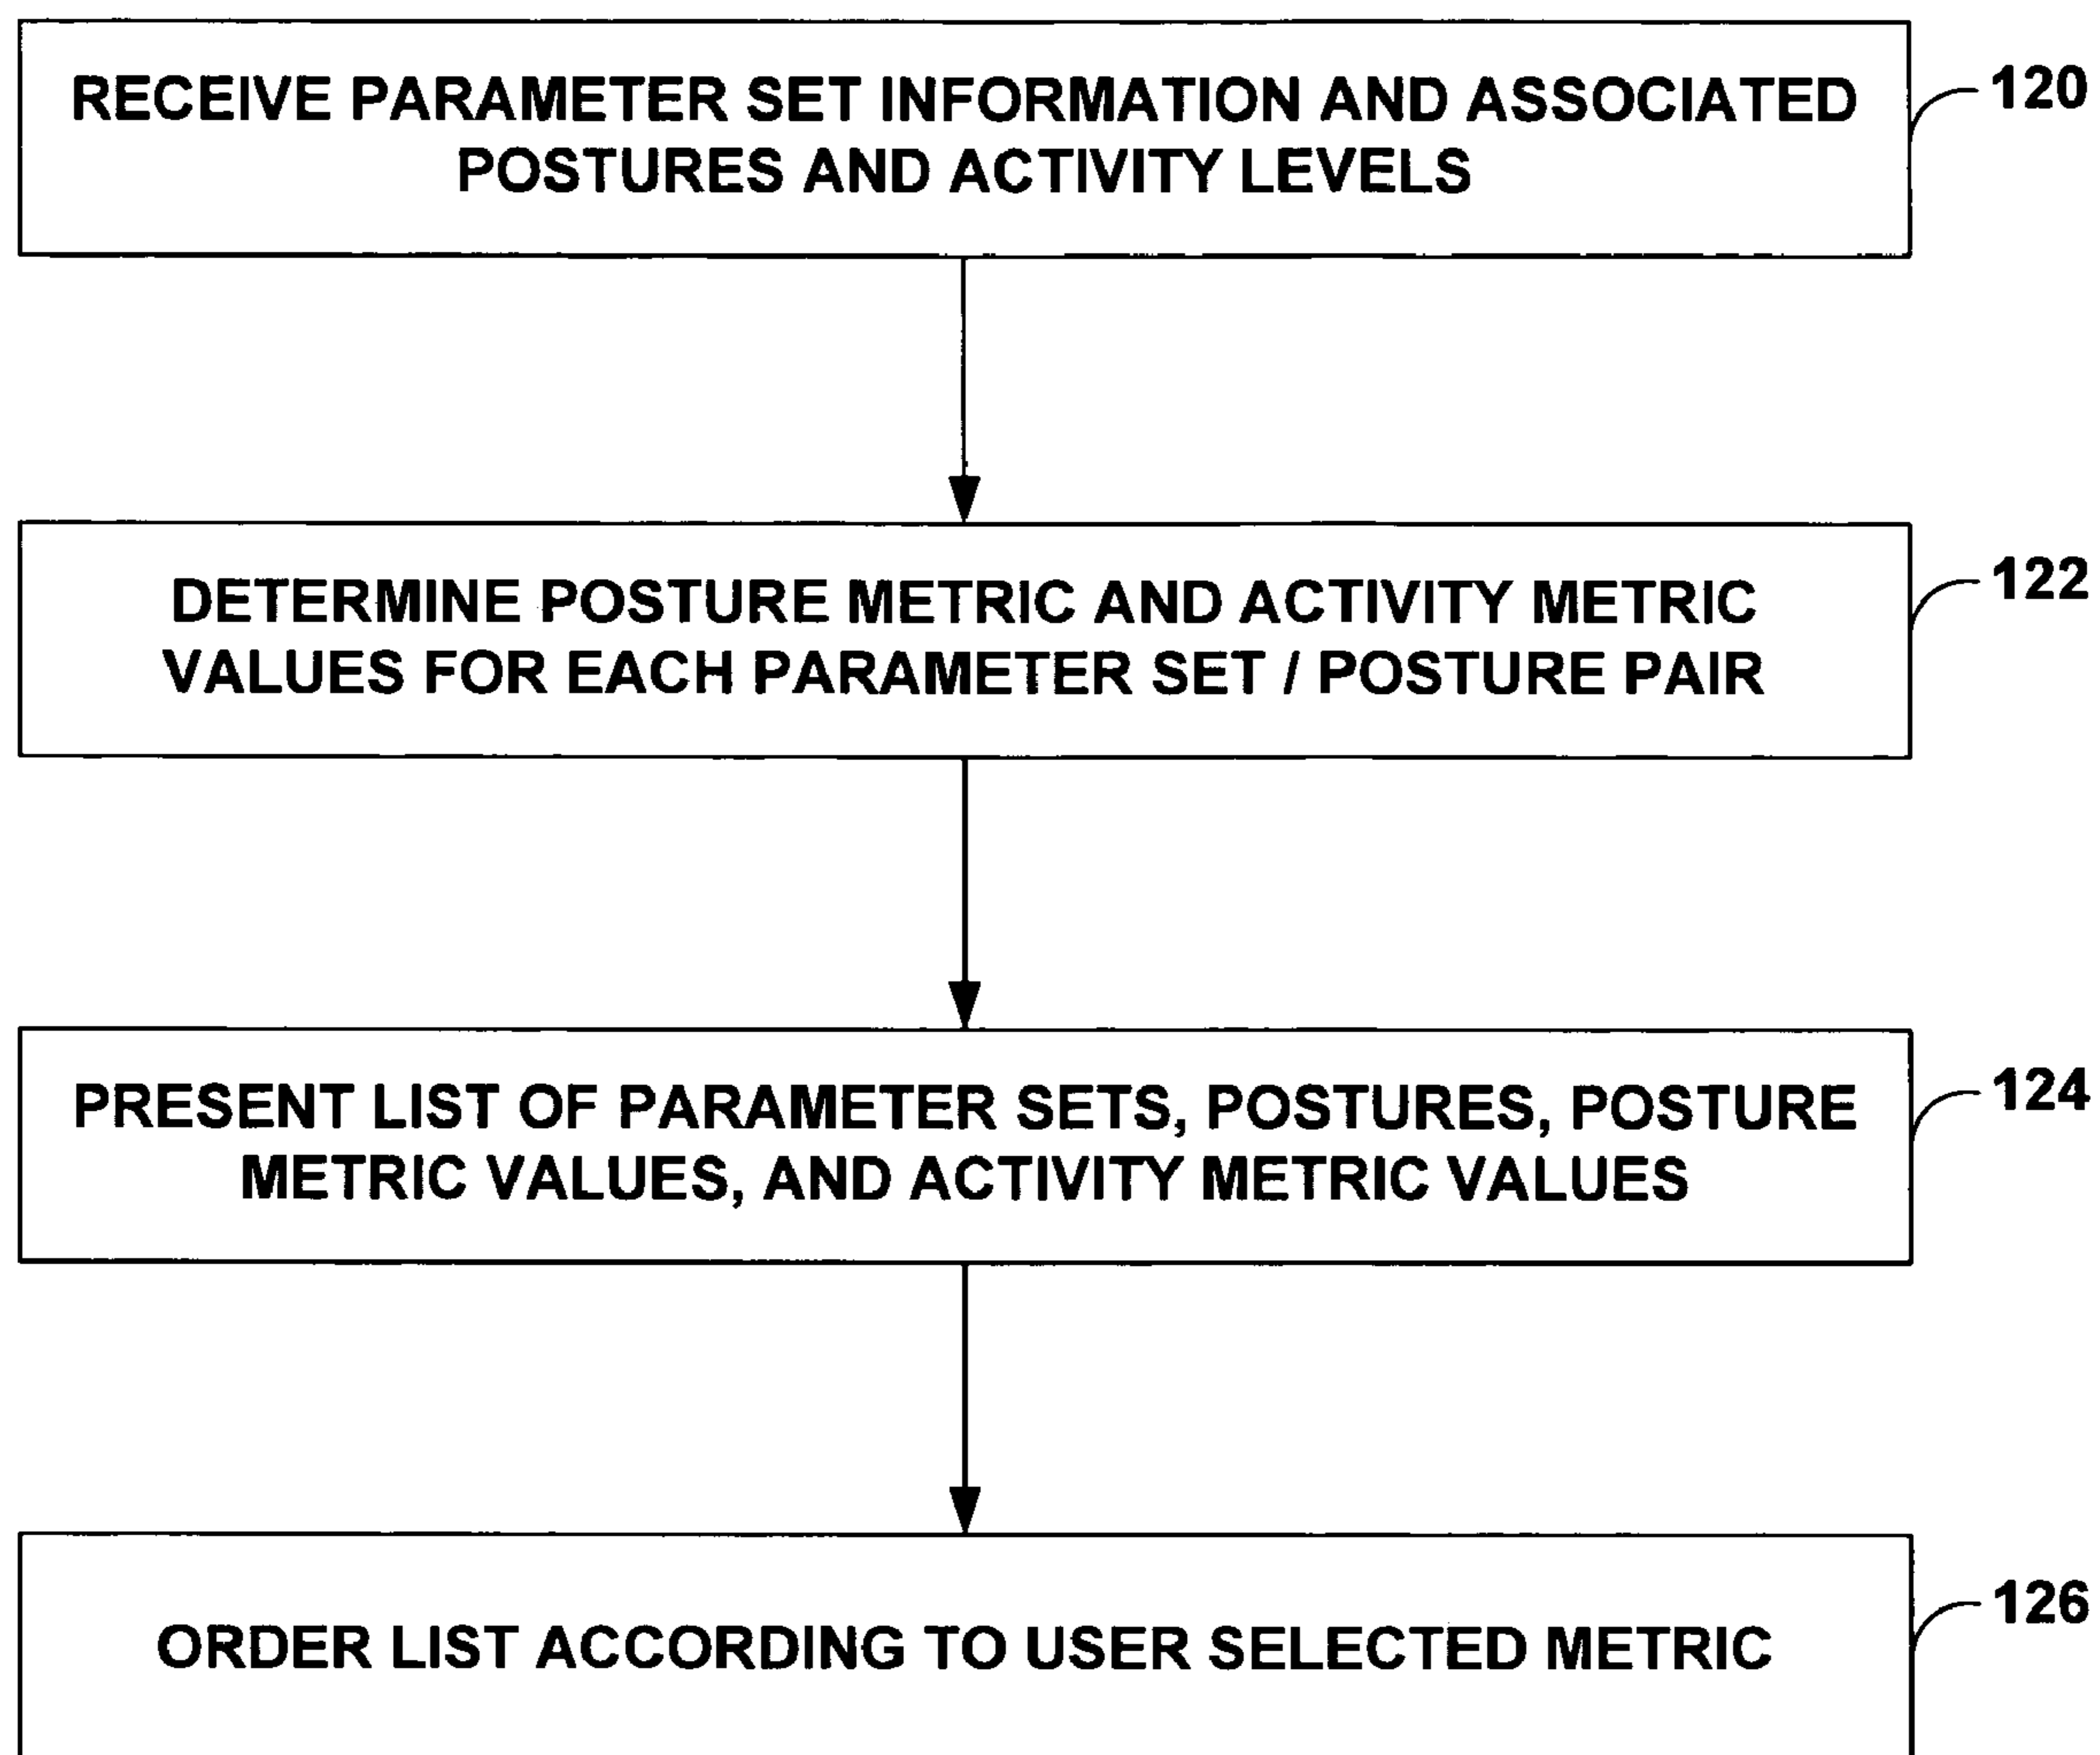 RECEIVE PARAMETER SET INFORMATION AND ASSOCIATED
POSTURES AND ACTIVITY LEVELS
120
DETERMINE POSTURE METRIC AND ACTIVITY METRIC
VALUES FOR EACH PARAMETER SET / POSTURE PAIR
122
PRESENT LIST OF PARAMETER SETS, POSTURES, POSTURE
METRIC VALUES, AND ACTIVITY METRIC VALUES
124
ORDER LIST ACCORDING TO USER SELECTED METRIC
126